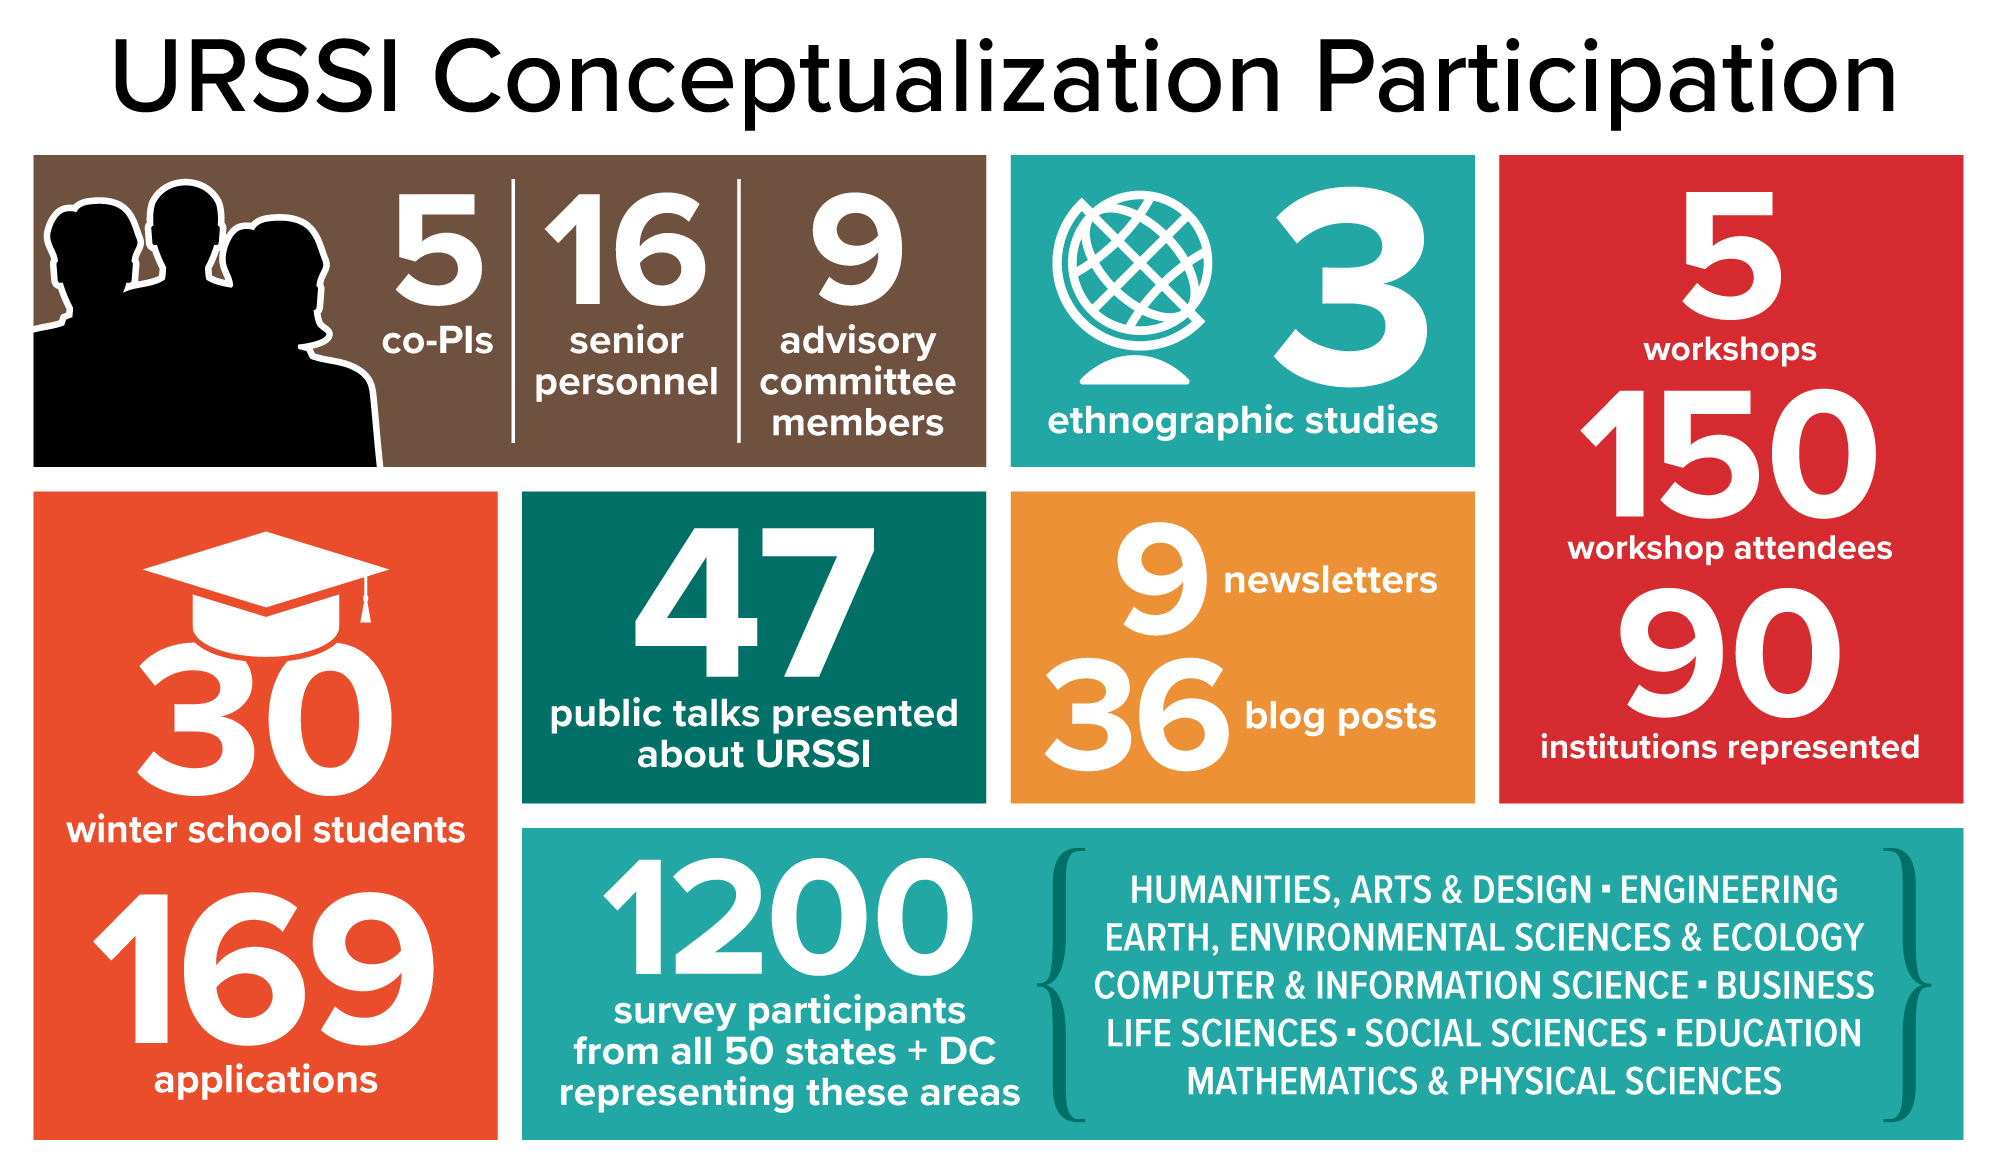 URSSI Conceptualization Participation
5
co-PIs
16
senior
personnel
9
advisory
committee
members
3
ethnographic studies
5
workshops
150
workshop attendees
90
institutions represented
30
winter school students
169
applications
47
public talks presented
about URSSI
9 newsletters
36 blog posts
1200
survey participants
from all 50 states + DC
representing these areas
HUMANITIES, ARTS & DESIGN ▪ ENGINEERING
EARTH, ENVIRONMENTAL SCIENCES & ECOLOGY
COMPUTER & INFORMATION SCIENCE ▪ BUSINESS
LIFE SCIENCES ▪ SOCIAL SCIENCES ▪ EDUCATION
MATHEMATICS & PHYSICAL SCIENCES